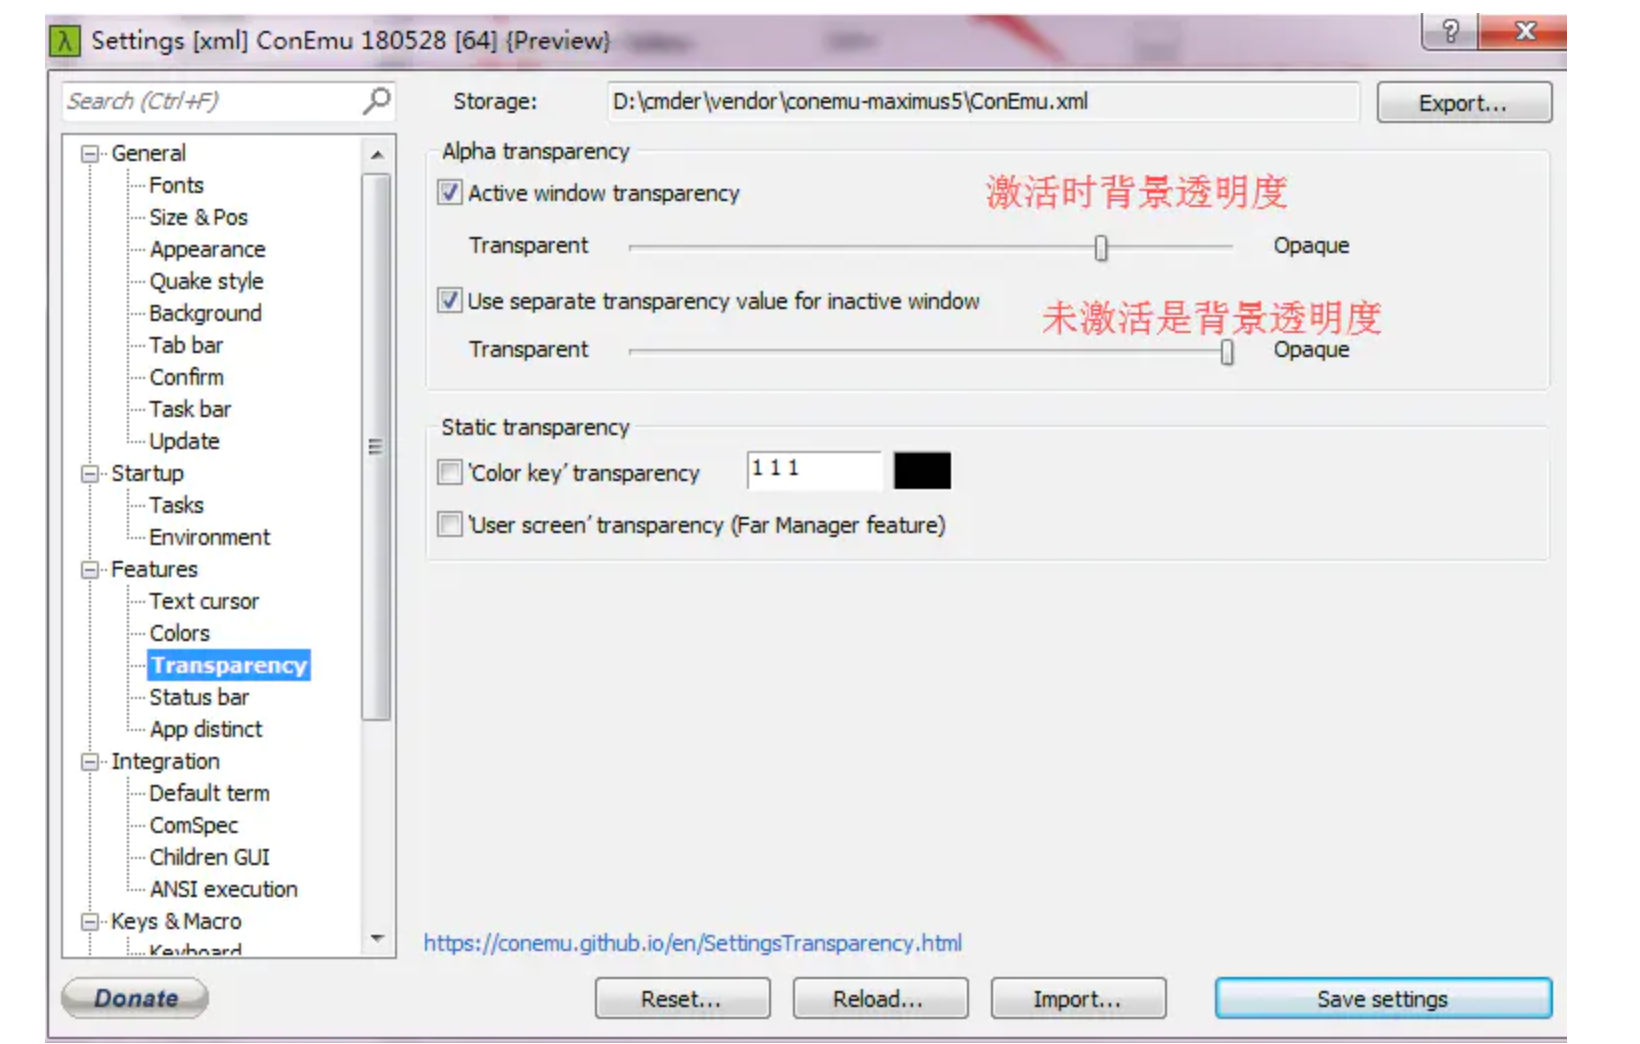 Settings [xml] ConEmu 180528 [64] {Preview}
Search (Ctrl+F)
Storage: D:\cmder\vendor\conemu-maximus5\ConEmu.xml Export...
General
Fonts
Size & Pos
Appearance
Quake style
Background
Tab bar
Confirm
Task bar
Update
Startup
Tasks
Environment
Features
Text cursor
Colors
Transparency
Status bar
App distinct
Integration
Default term
ComSpec
Children GUI
ANSI execution
Keys & Macro
Keyboard
Alpha transparency
Active window transparency 激活时背景透明度
Transparent Opaque
Use separate transparency value for inactive window 未激活是背景透明度
Transparent Opaque
Static transparency
'Color key' transparency 1 1 1
'User screen' transparency (Far Manager feature)
https://conemu.github.io/en/SettingsTransparency.html
Donate Reset... Reload... Import... Save settings